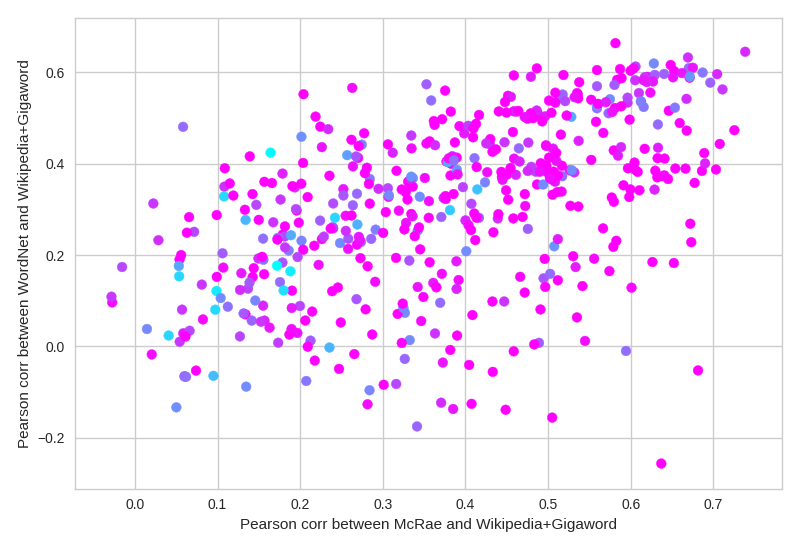 Pearson corr between WordNet and Wikipedia+Gigaword
0.6
0.4
0.2
0.0
−0.2
0.0 0.1 0.2 0.3 0.4 0.5 0.6 0.7
Pearson corr between McRae and Wikipedia+Gigaword